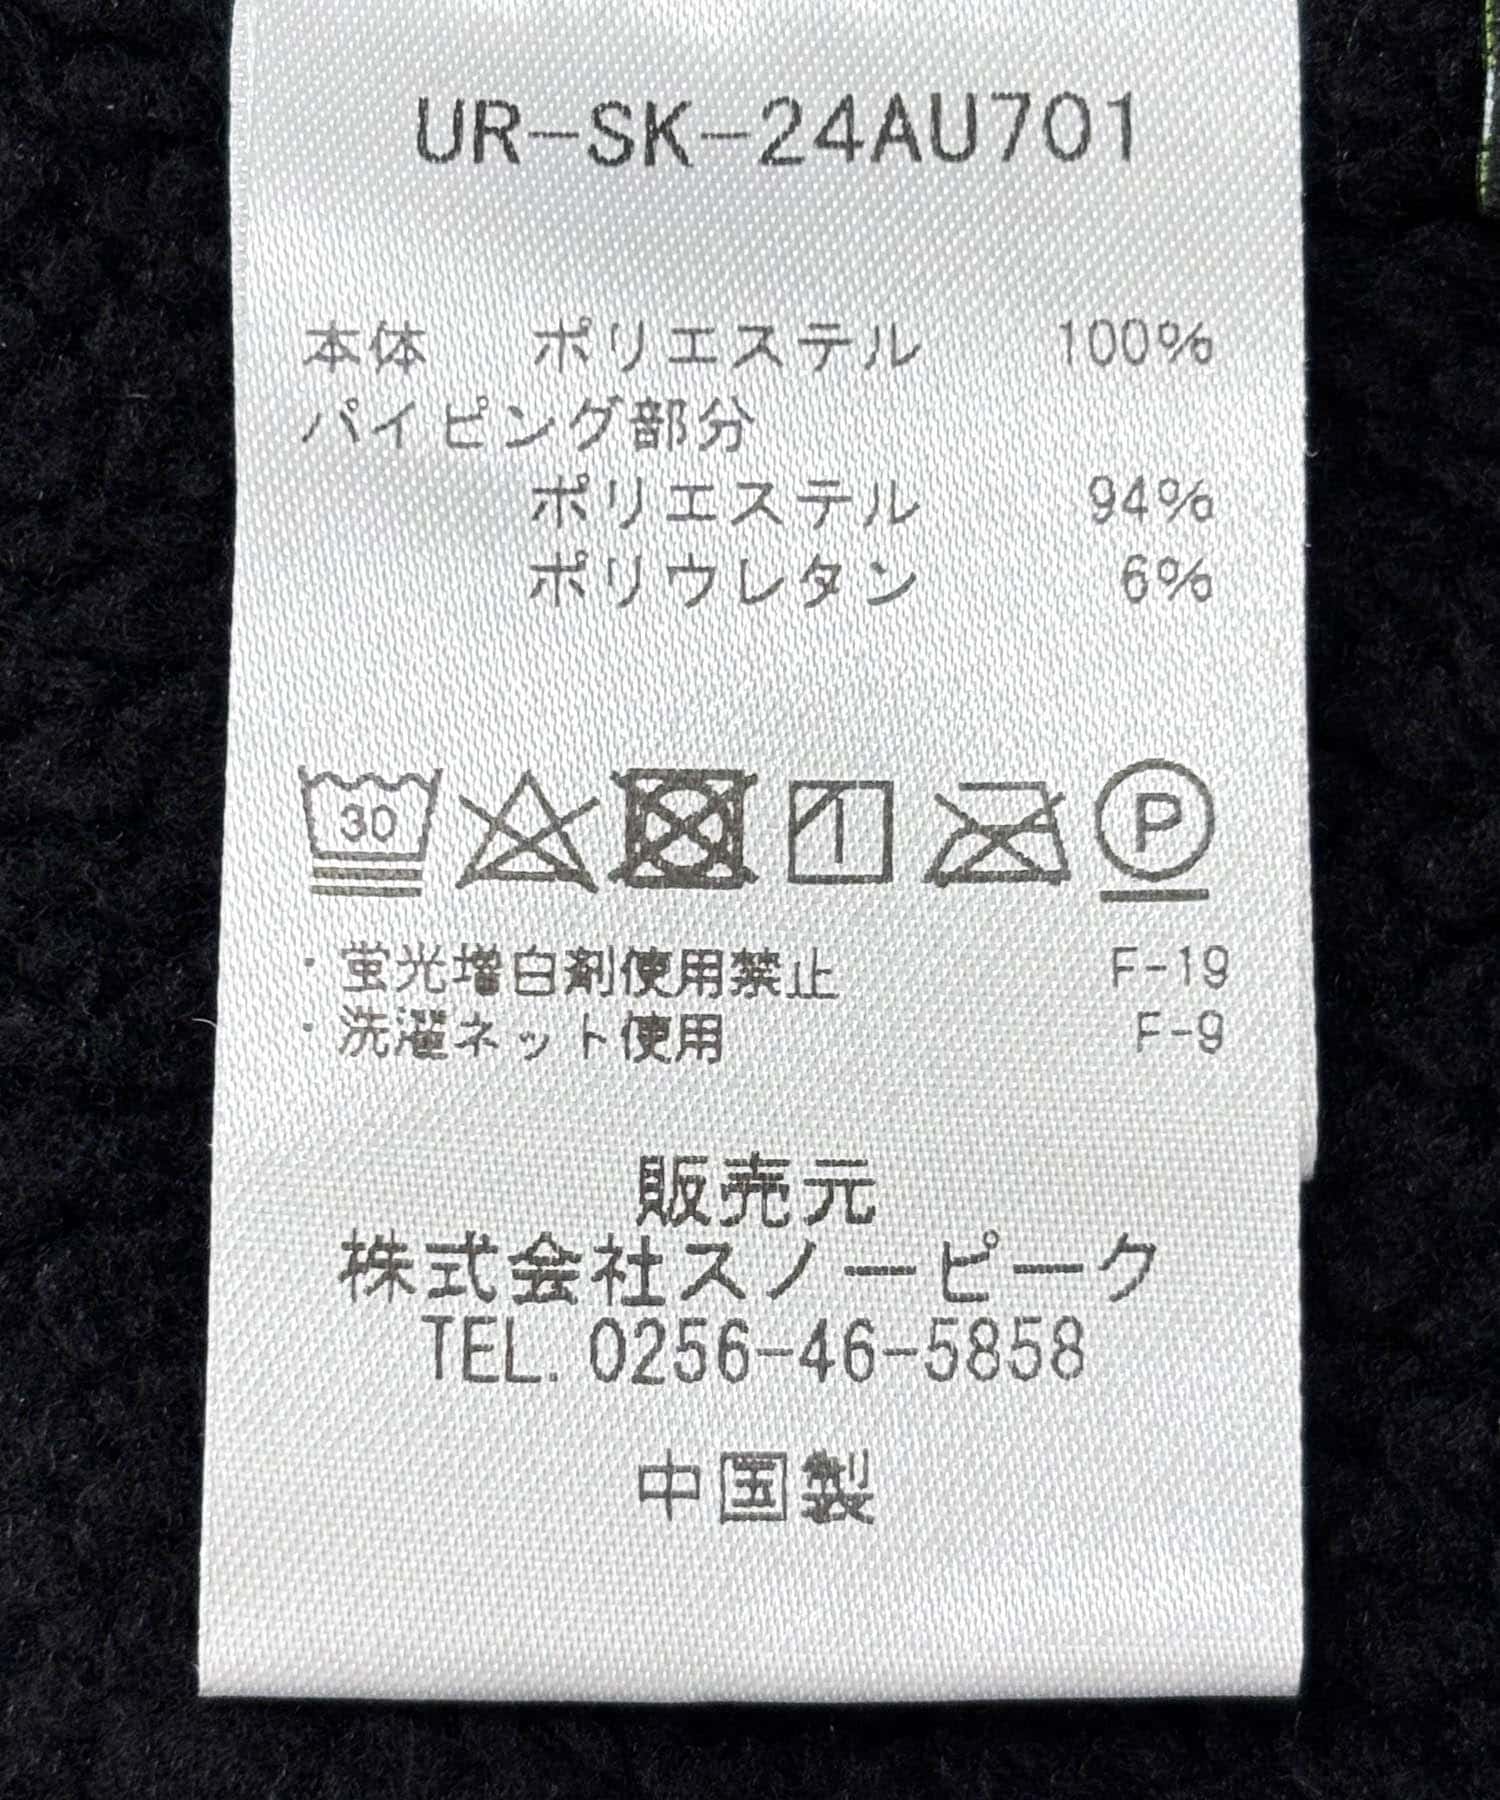 UR-SK-24AU701
本体 ポリエステル 100%
パイピング部分
ポリエステル 94%
ポリウレタン 6%
30 P
・蛍光増白剤使用禁止 F-19
・洗濯ネット使用 F-9
販売元
株式会社スノーピーク
TEL. 0256-46-5858
中国製